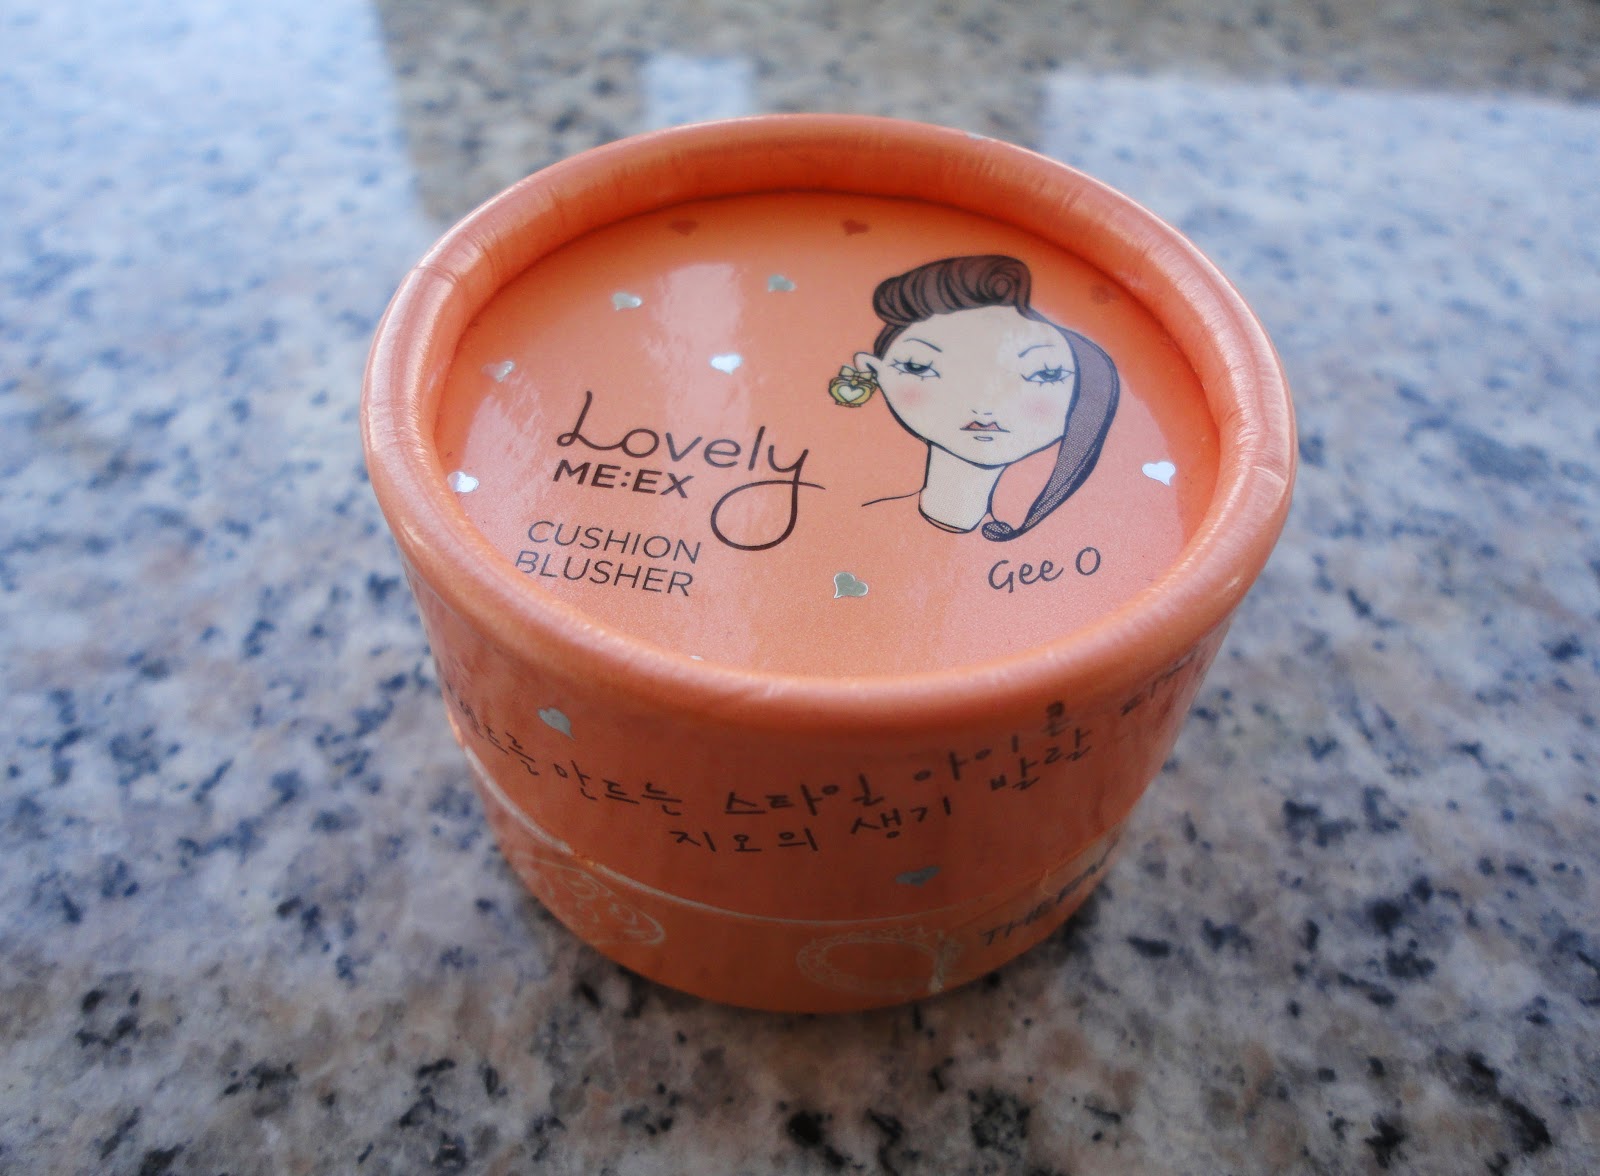 Lovely
ME:EX
CUSHION
BLUSHER
Gee O
만드는 스타일 아이콘
지오의 생기 발랄
THEFA